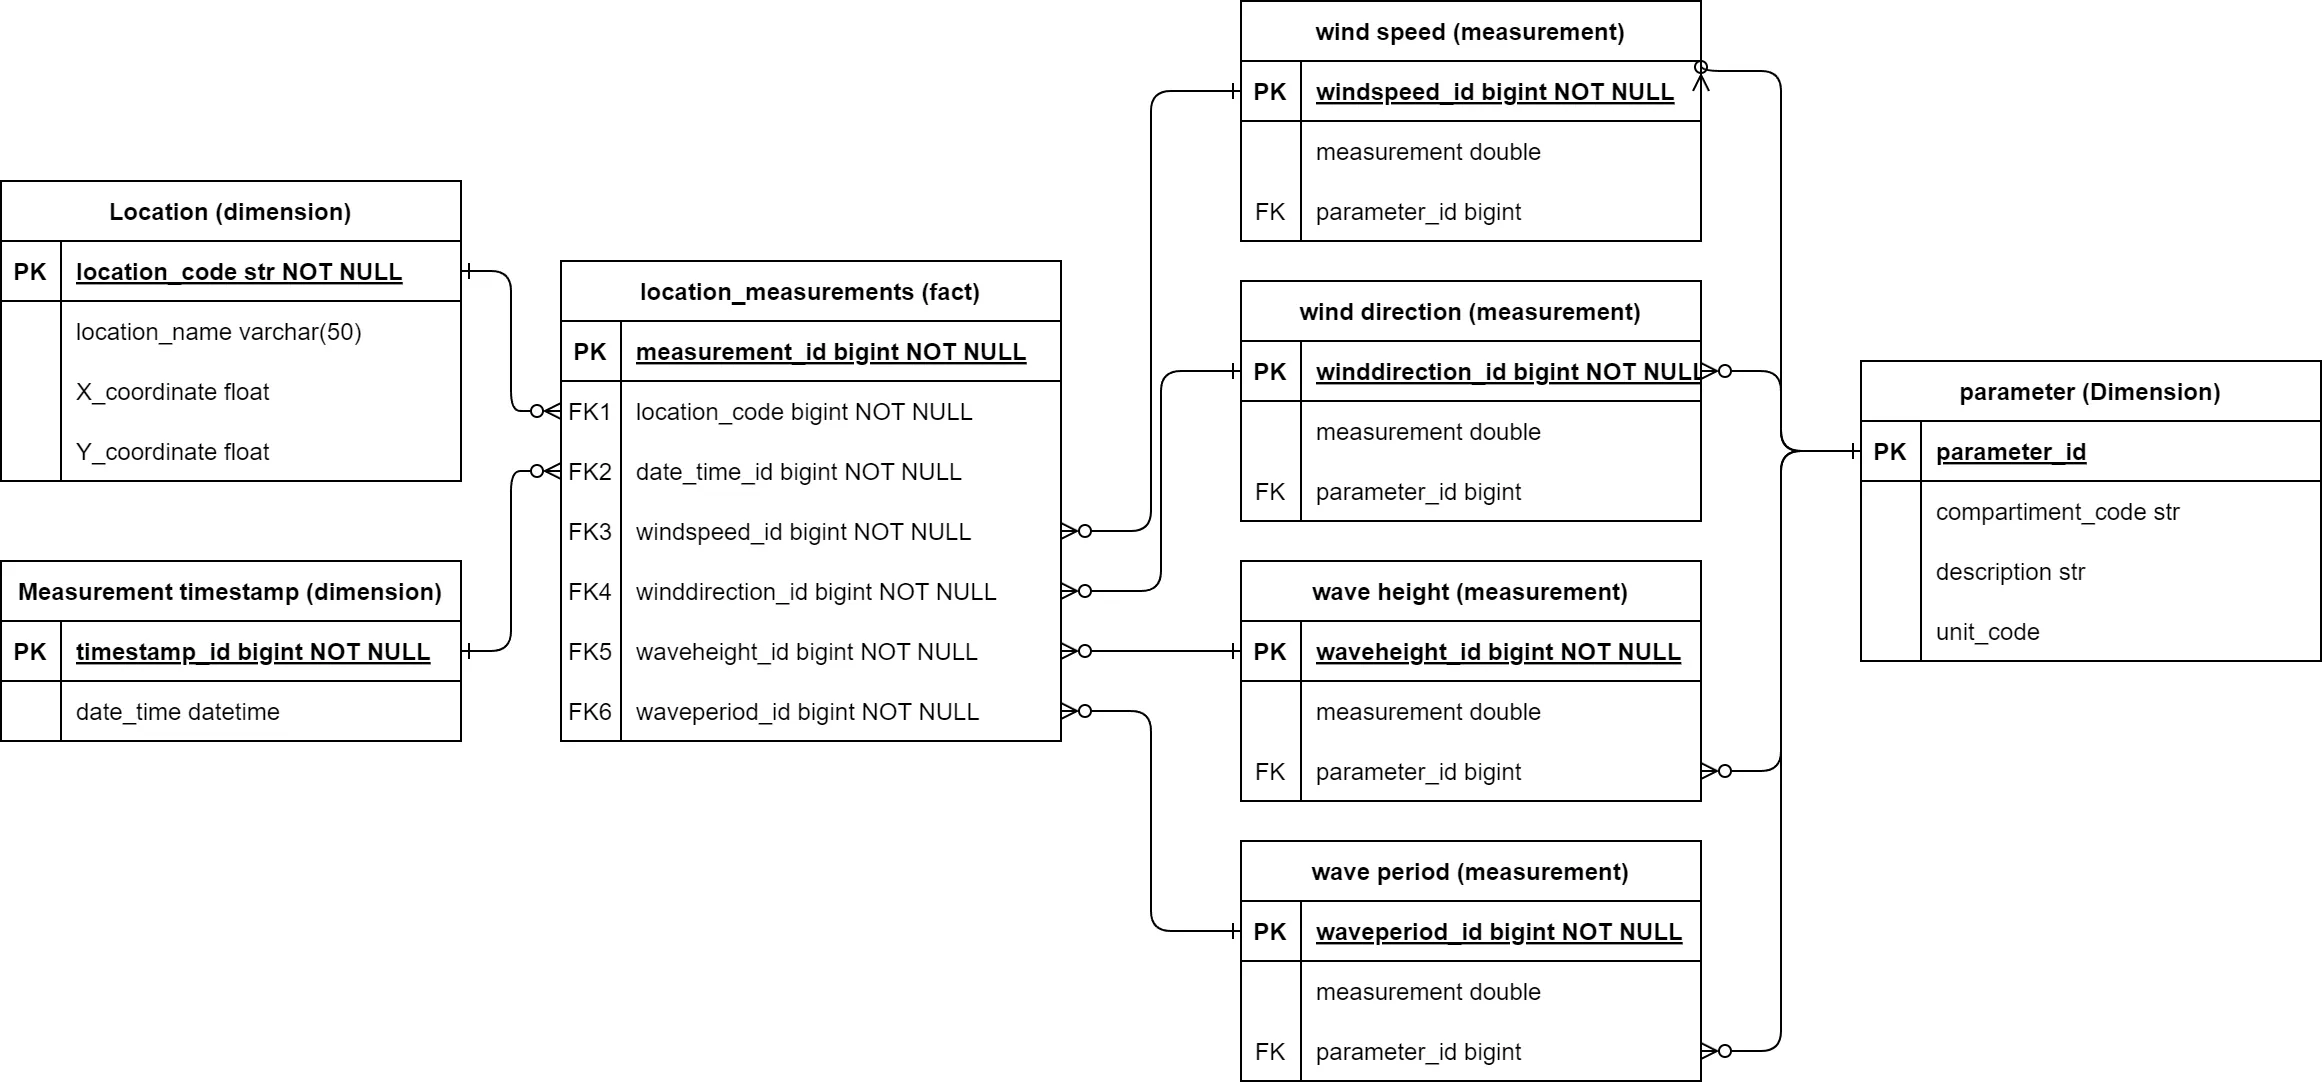 Location (dimension)
PK location_code str NOT NULL
location_name varchar(50)
X_coordinate float
Y_coordinate float
Measurement timestamp (dimension)
PK timestamp_id bigint NOT NULL
date_time datetime
location_measurements (fact)
PK measurement_id bigint NOT NULL
FK1 location_code bigint NOT NULL
FK2 date_time_id bigint NOT NULL
FK3 windspeed_id bigint NOT NULL
FK4 winddirection_id bigint NOT NULL
FK5 waveheight_id bigint NOT NULL
FK6 waveperiod_id bigint NOT NULL
wind speed (measurement)
PK windspeed_id bigint NOT NULL
measurement double
FK parameter_id bigint
wind direction (measurement)
PK winddirection_id bigint NOT NULL
measurement double
FK parameter_id bigint
wave height (measurement)
PK waveheight_id bigint NOT NULL
measurement double
FK parameter_id bigint
wave period (measurement)
PK waveperiod_id bigint NOT NULL
measurement double
FK parameter_id bigint
parameter (Dimension)
PK parameter_id
compartiment_code str
description str
unit_code